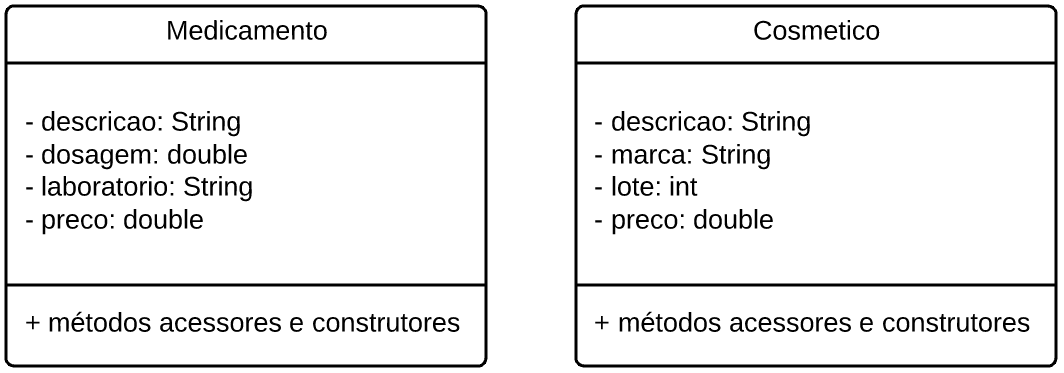 Medicamento
- descricao: String
- dosagem: double
- laboratorio: String
- preco: double
+ métodos acessores e construtores
Cosmetico
- descricao: String
- marca: String
- lote: int
- preco: double
+ métodos acessores e construtores